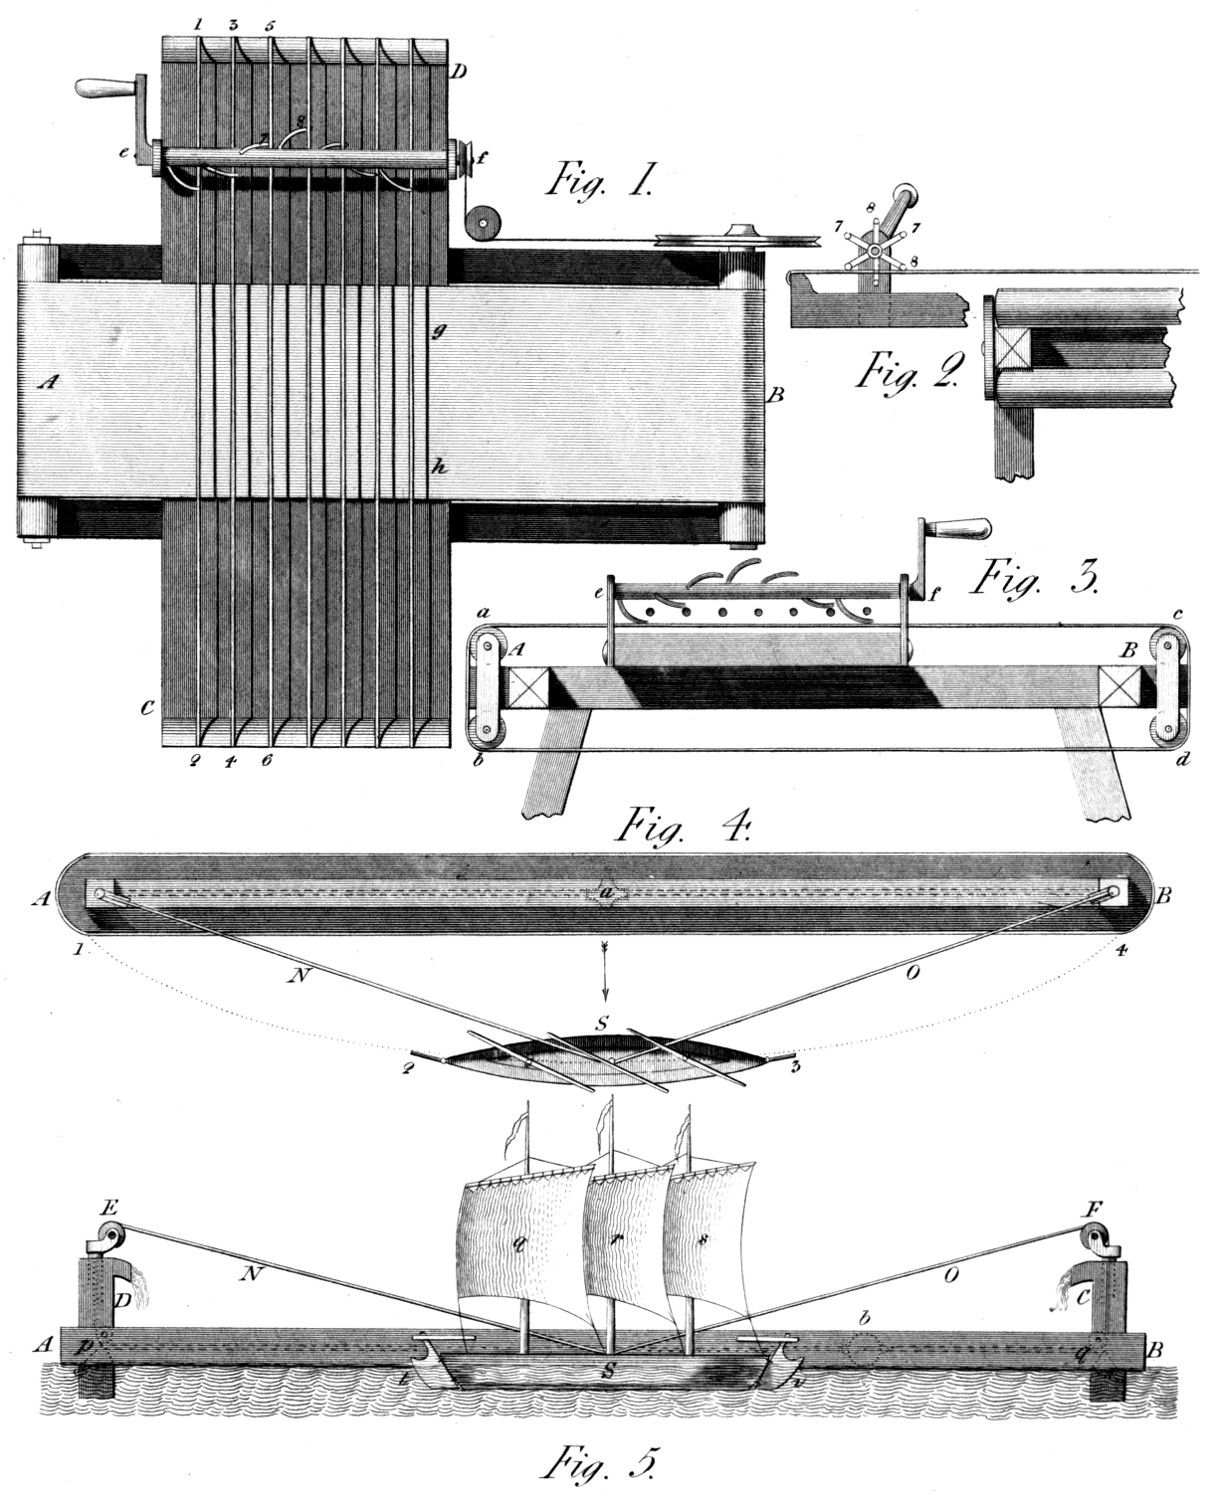 1 3 5
D
e 7 8 f
Fig. 1.
g
A B
h
C
2 4 6
8
7 7
8
Fig. 2.
Fig. 3.
e f
a c
A B
b d
Fig. 4.
A a B
1 4
N O
S
2 3
E F
N q r s O
D C
b
A p q B
t S v
Fig. 5.